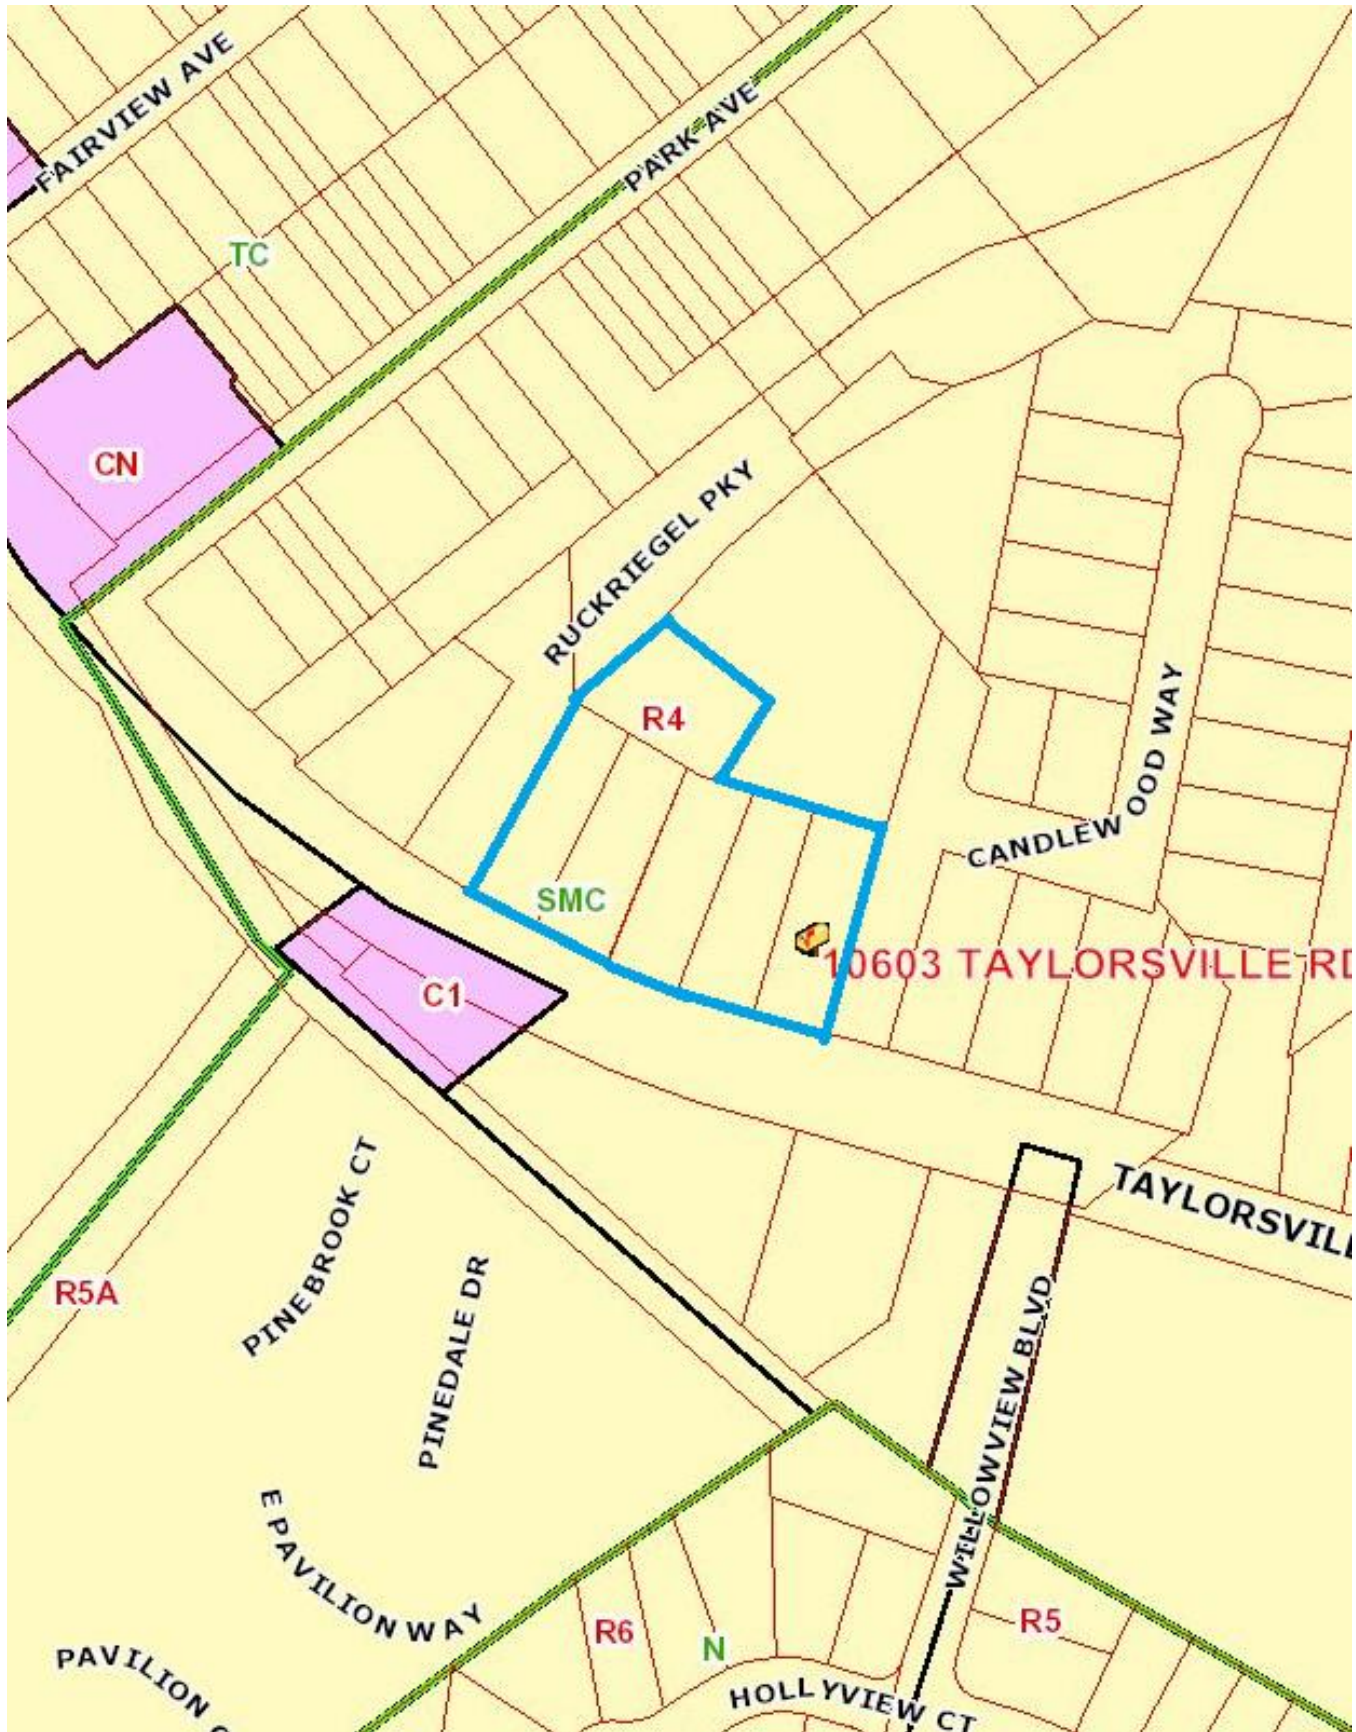 FAIRVIEW AVE
PARK AVE
TC
CN
RUCKRIEGEL PKY
R4
CANDLEWOOD WAY
SMC
10603 TAYLORSVILLE RD
C1
PINEBROOK CT
TAYLORSVILL
R5A
PINEDALE DR
WILLOWVIEW BLVD
E PAVILION WAY
R6
N
R5
PAVILION
HOLLYVIEW CT